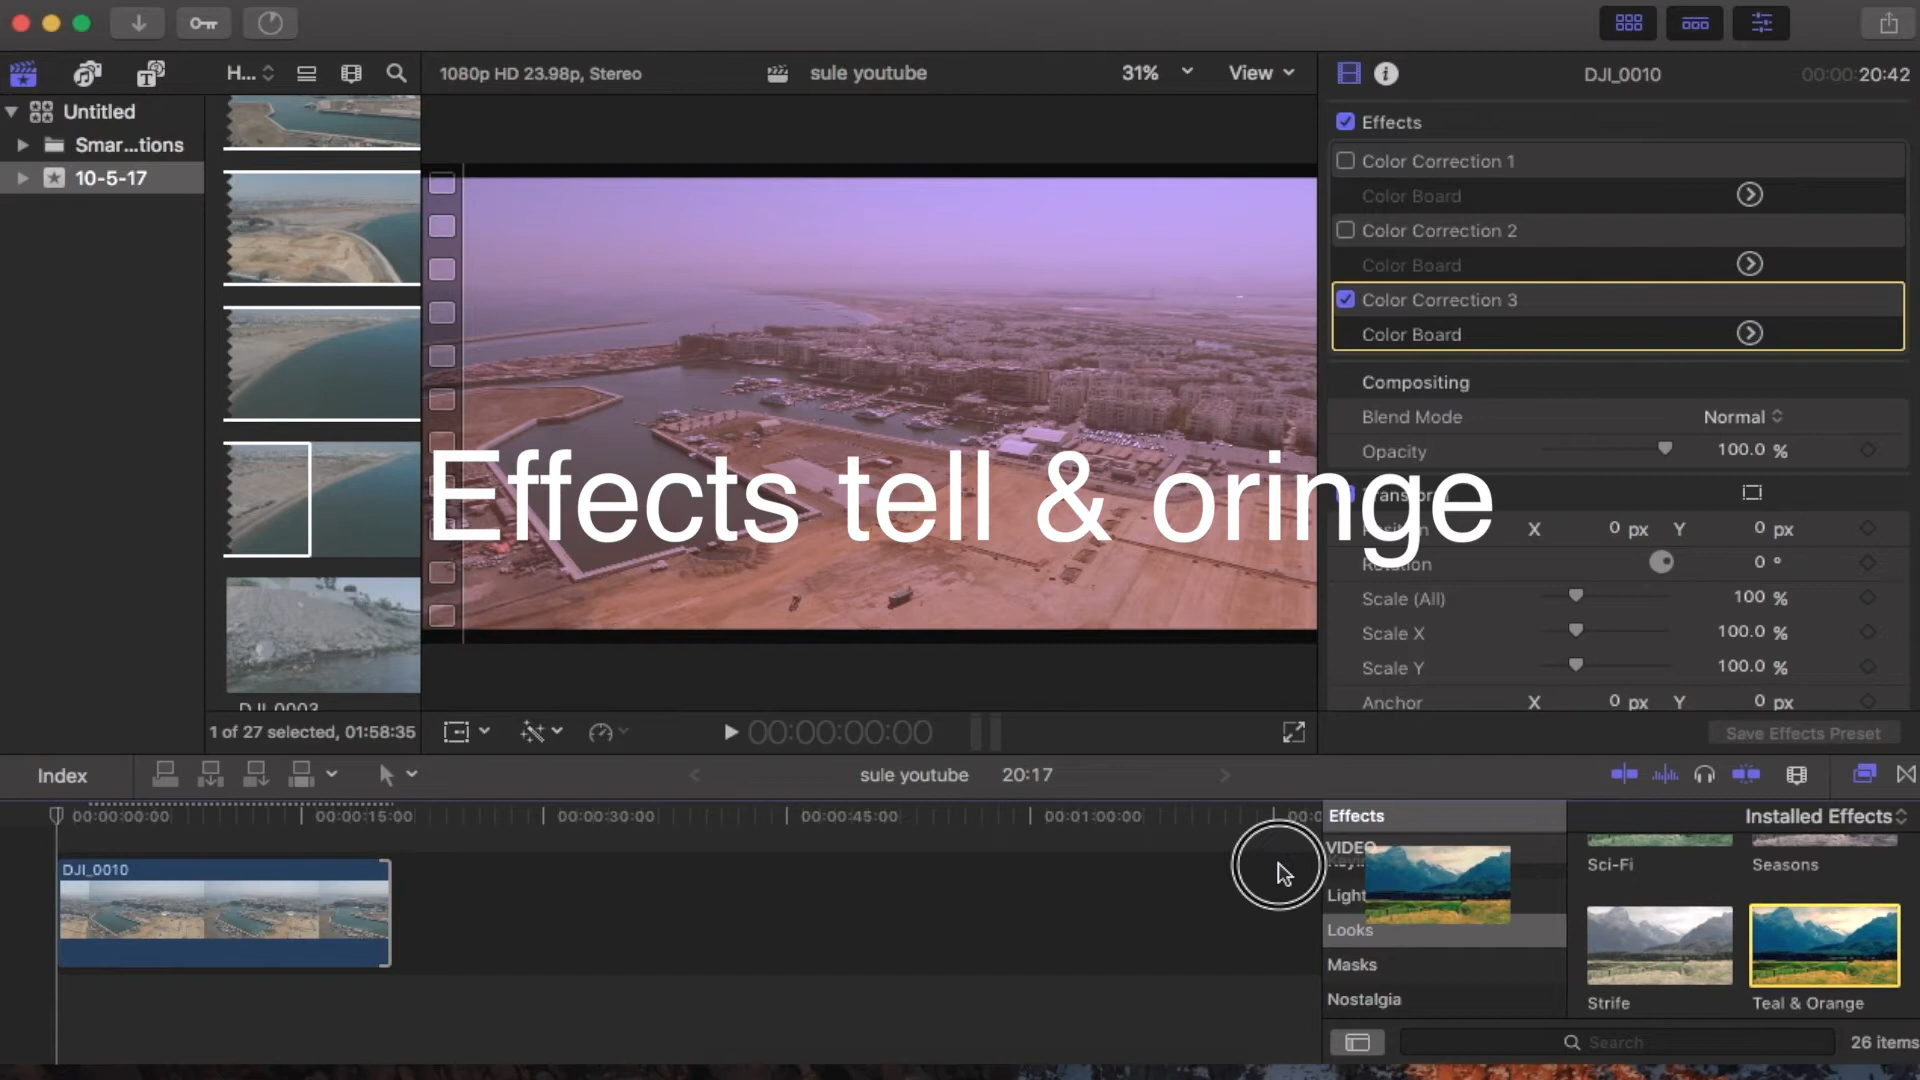 H...
1080p HD 23.98p, Stereo
sule youtube
31%
View
DJI_0010
00:00:20:42
Untitled
Smar...tions
10-5-17
Effects
Color Correction 1
Color Board
Color Correction 2
Color Board
Color Correction 3
Color Board
Compositing
Blend Mode
Normal
Opacity
100.0 %
Effects tell & oringe
Transform
Position
X 0 px Y 0 px
Rotation
0 °
Scale (All)
100 %
Scale X
100.0 %
Scale Y
100.0 %
Anchor
X 0 px Y 0 px
DJI_0003
1 of 27 selected, 01:58:35
00:00:00:00
Save Effects Preset
Index
sule youtube
20:17
00:00:00:00
00:00:15:00
00:00:30:00
00:00:45:00
00:01:00:00
DJI_0010
Effects
Installed Effects
VIDEO
Light
Looks
Masks
Nostalgia
Sci-Fi
Seasons
Strife
Teal & Orange
Search
26 items